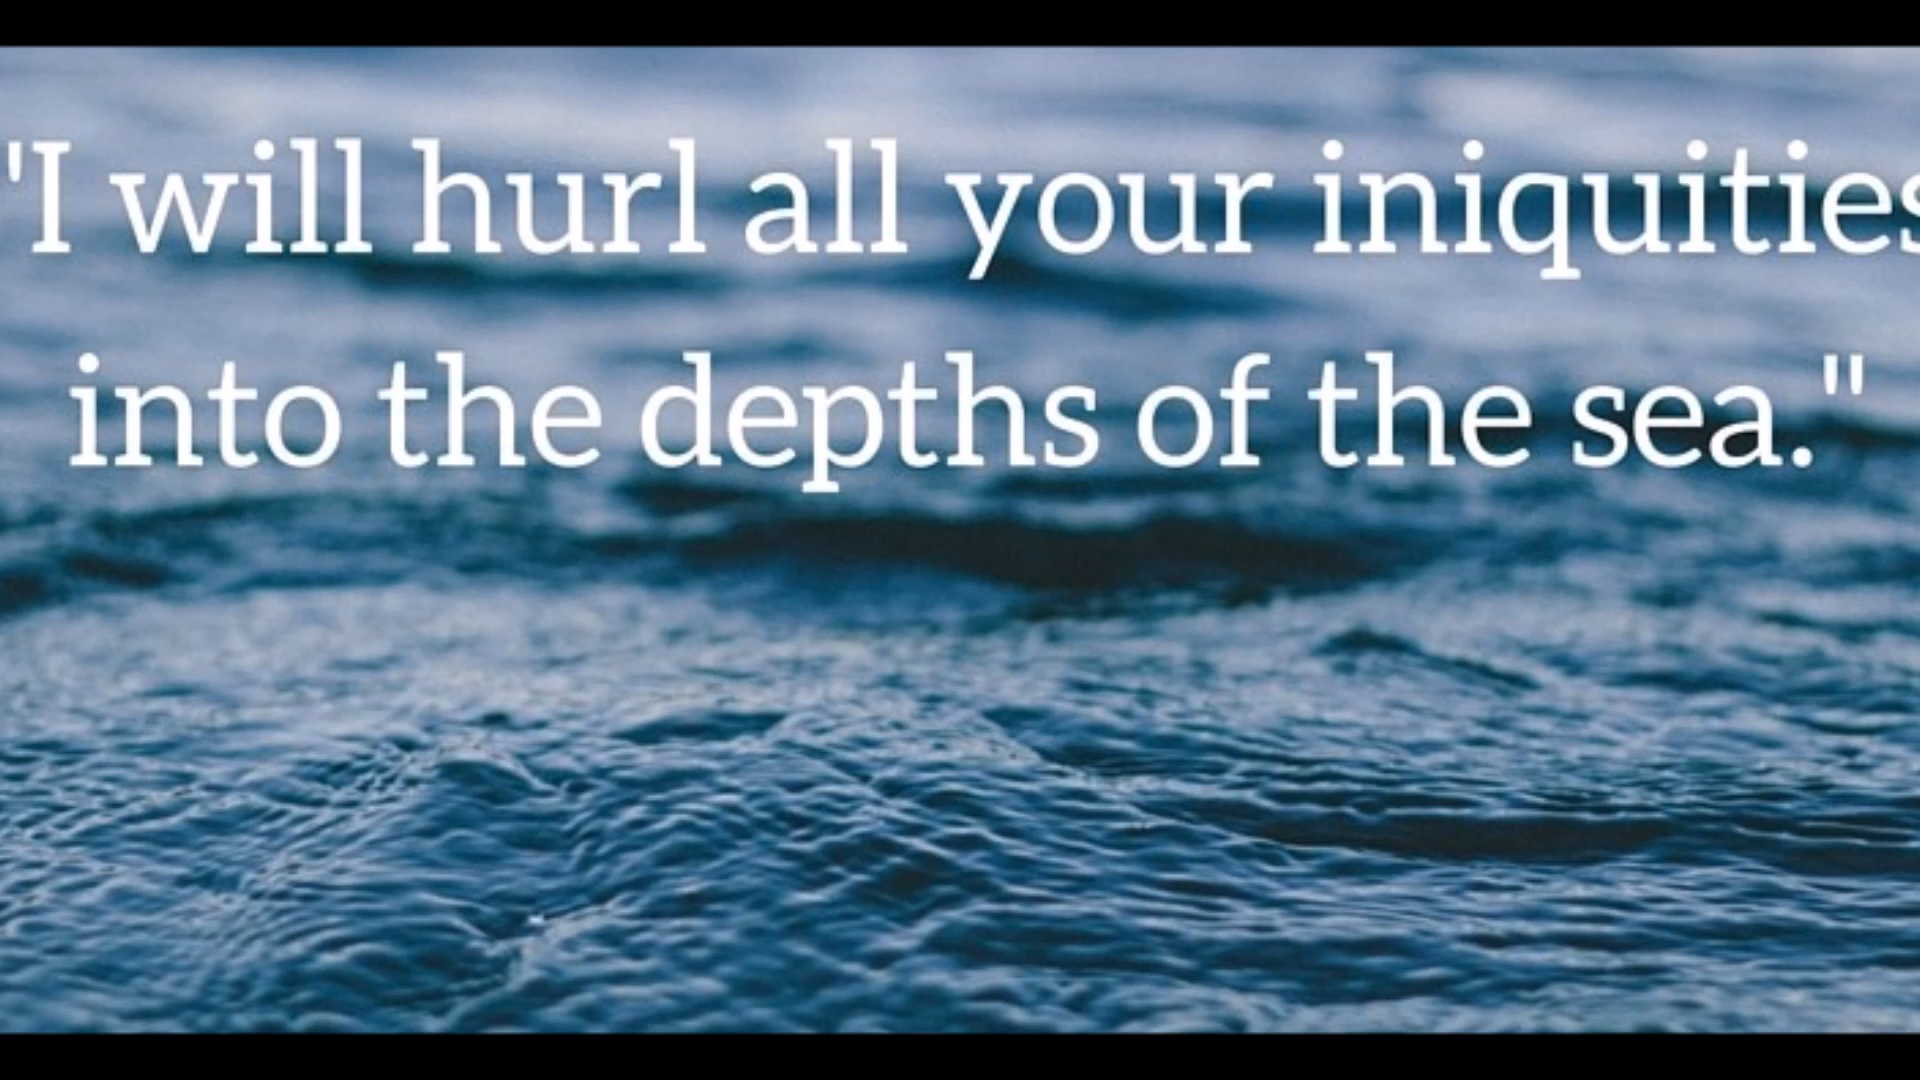 "I will hurl all your iniquities
into the depths of the sea."